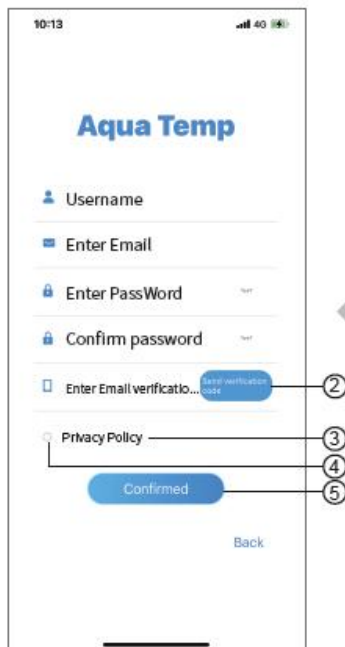 10:13 4G
Aqua Temp
Username
Enter Email
Enter PassWord
Confirm password
Enter Email verificatio... Send verification code
②
Privacy Policy ③
④
Confirmed ⑤
Back